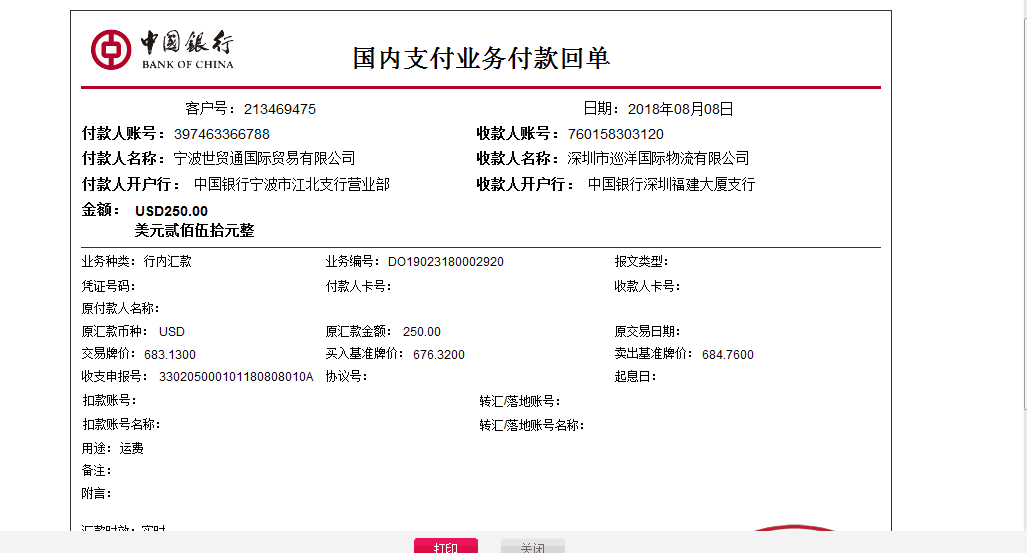 中国银行
BANK OF CHINA
国内支付业务付款回单
客户号：213469475 日期：2018年08月08日
付款人账号：397463366788 收款人账号：760158303120
付款人名称：宁波世贸通国际贸易有限公司 收款人名称：深圳市巡洋国际物流有限公司
付款人开户行：中国银行宁波市江北支行营业部 收款人开户行：中国银行深圳福建大厦支行
金额：USD250.00
美元贰佰伍拾元整
业务种类：行内汇款 业务编号：DO19023180002920 报文类型：
凭证号码： 付款人卡号： 收款人卡号：
原付款人名称：
原汇款币种：USD 原汇款金额：250.00 原交易日期：
交易牌价：683.1300 买入基准牌价：676.3200 卖出基准牌价：684.7600
收支申报号：330205000101180808010A 协议号： 起息日：
扣款账号： 转汇/落地账号：
扣款账号名称： 转汇/落地账号名称：
用途：运费
备注：
附言：
汇款时效：实时
打印 关闭